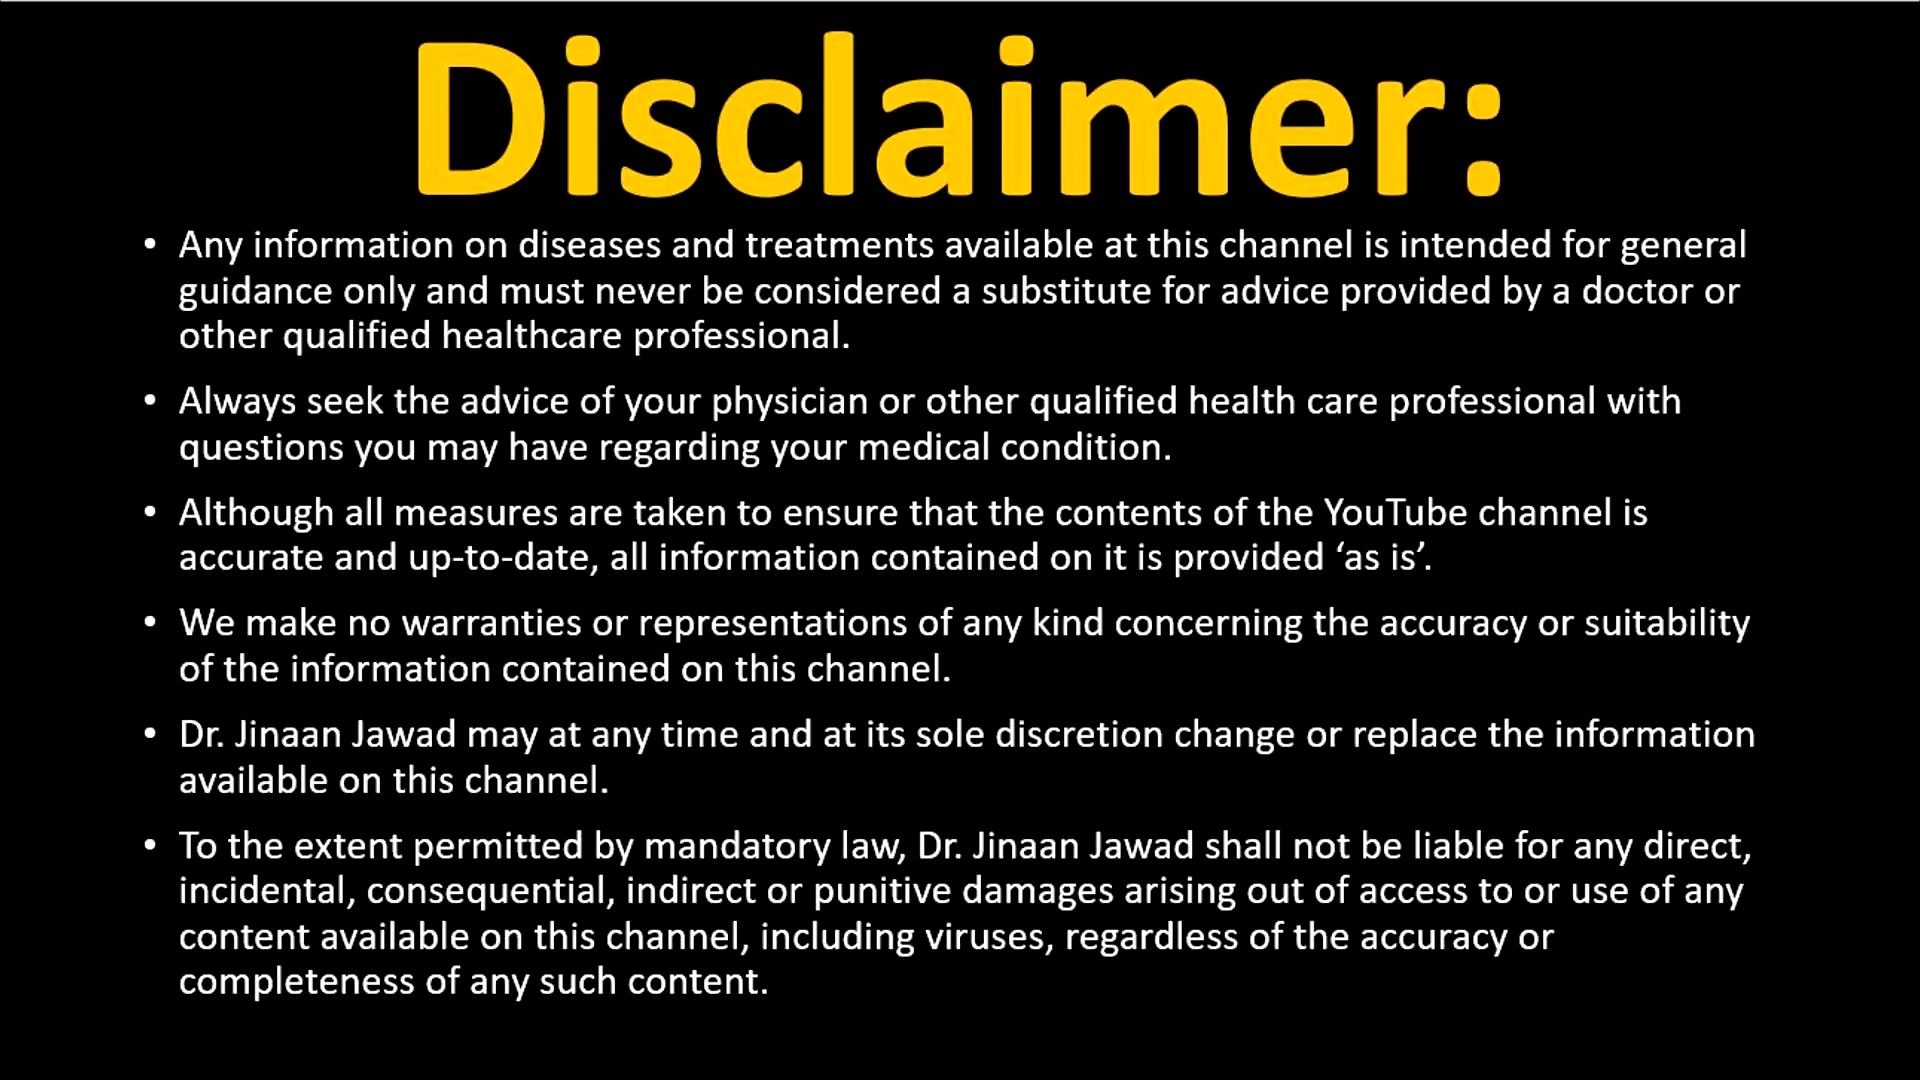 Disclaimer:
• Any information on diseases and treatments available at this channel is intended for general
guidance only and must never be considered a substitute for advice provided by a doctor or
other qualified healthcare professional.
• Always seek the advice of your physician or other qualified health care professional with
questions you may have regarding your medical condition.
• Although all measures are taken to ensure that the contents of the YouTube channel is
accurate and up-to-date, all information contained on it is provided ‘as is’.
• We make no warranties or representations of any kind concerning the accuracy or suitability
of the information contained on this channel.
• Dr. Jinaan Jawad may at any time and at its sole discretion change or replace the information
available on this channel.
• To the extent permitted by mandatory law, Dr. Jinaan Jawad shall not be liable for any direct,
incidental, consequential, indirect or punitive damages arising out of access to or use of any
content available on this channel, including viruses, regardless of the accuracy or
completeness of any such content.